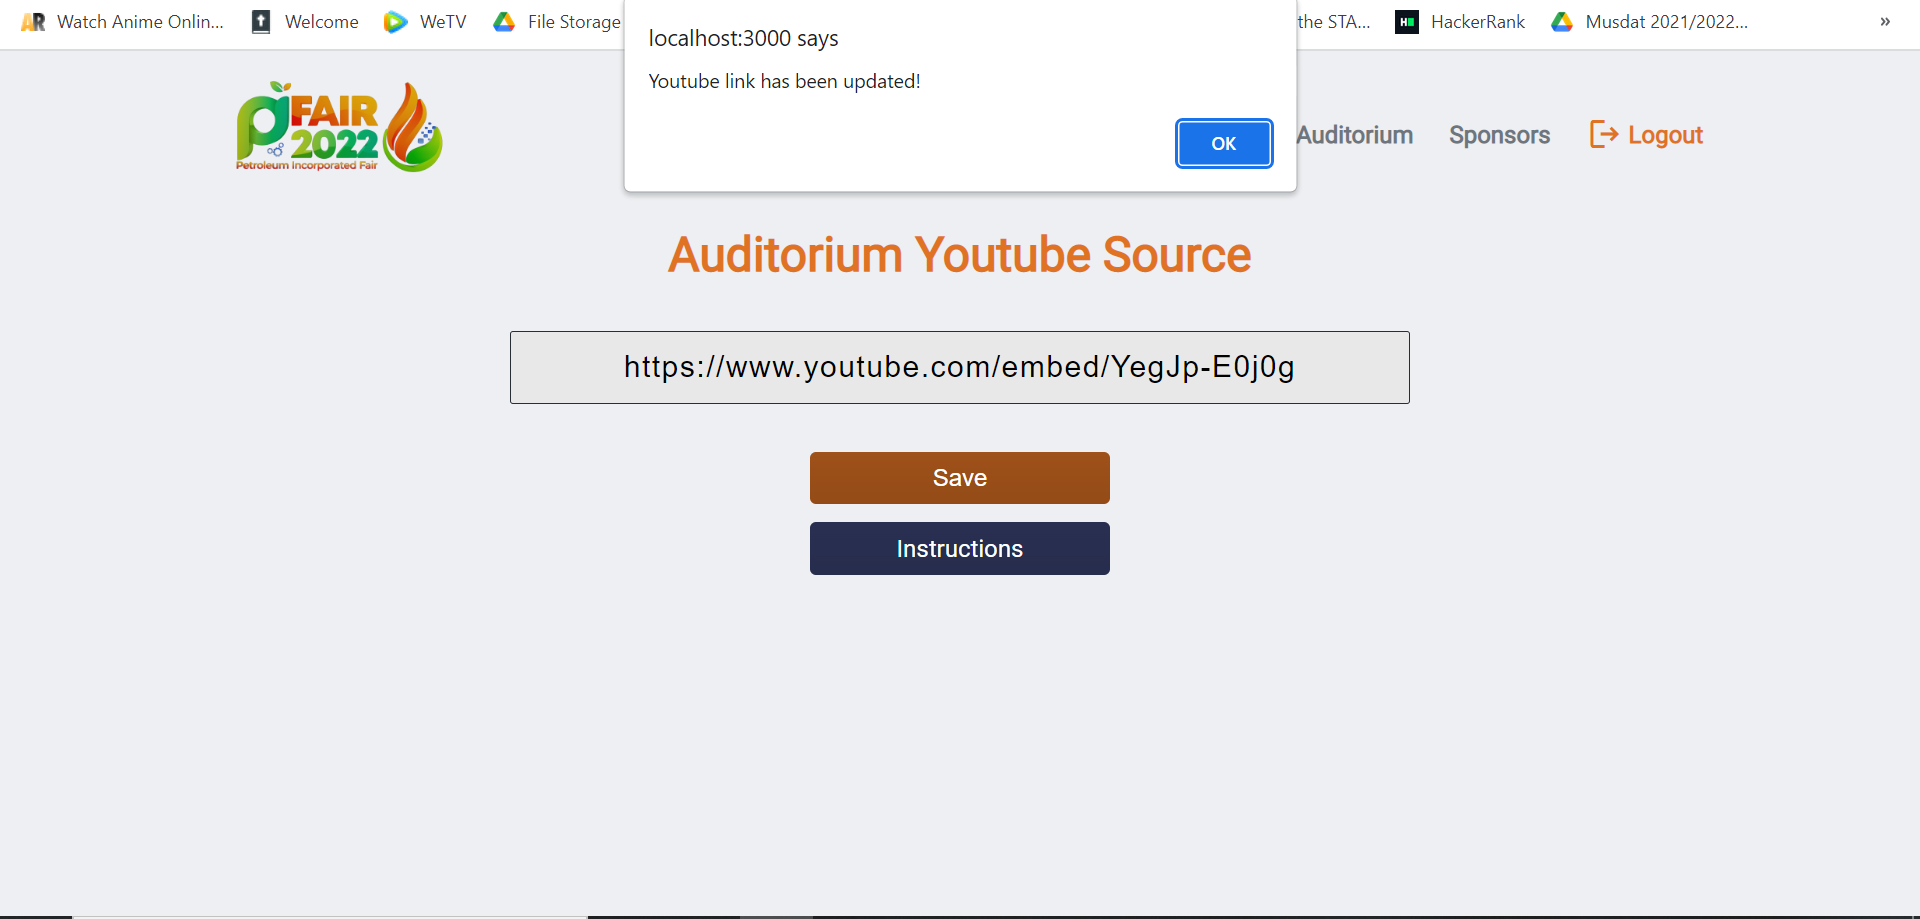 AR Watch Anime Onlin... Welcome WeTV File Storage the STA... H HackerRank Musdat 2021/2022... »
localhost:3000 says
Youtube link has been updated!
OK
pi FAIR
2022
Petroleum Incorporated Fair
Auditorium Sponsors Logout
Auditorium Youtube Source
https://www.youtube.com/embed/YegJp-E0j0g
Save
Instructions